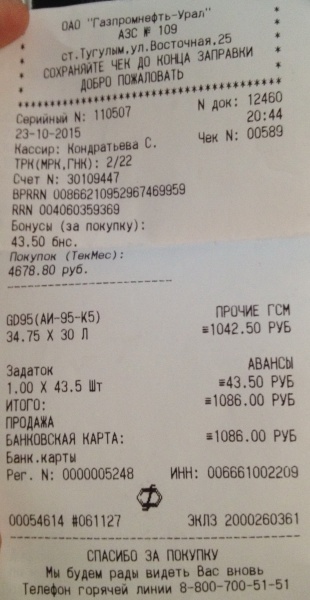 ОАО "Газпромнефть-Урал"
АЗС № 109
ст.Тугулым,ул.Восточная,25
СОХРАНЯЙТЕ ЧЕК ДО КОНЦА ЗАПРАВКИ
ДОБРО ПОЖАЛОВАТЬ
Серийный N: 110507 N док: 12460
23-10-2015 20:44
Кассир: Кондратьева С. Чек N: 00589
ТРК(МРК,ГНК): 2/22
Счет N: 30109447
BPRRN 00866210952967469959
RRN 004060359369
Бонусы (за покупку):
43.50 бнс.
Покупок (ТекМес):
4678.80 руб.
GD95(АИ-95-К5) ПРОЧИЕ ГСМ
34.75 X 30 Л ≡1042.50 РУБ
Задаток АВАНСЫ
1.00 X 43.5 Шт ≡43.50 РУБ
ИТОГО: ≡1086.00 РУБ
ПРОДАЖА
БАНКОВСКАЯ КАРТА: ≡1086.00 РУБ
Банк.карты
Рег. N: 0000005248 ИНН: 006661002209
00054614 #061127 ЭКЛЗ 2000260361
СПАСИБО ЗА ПОКУПКУ
Мы будем рады видеть Вас вновь
Телефон горячей линии 8-800-700-51-51